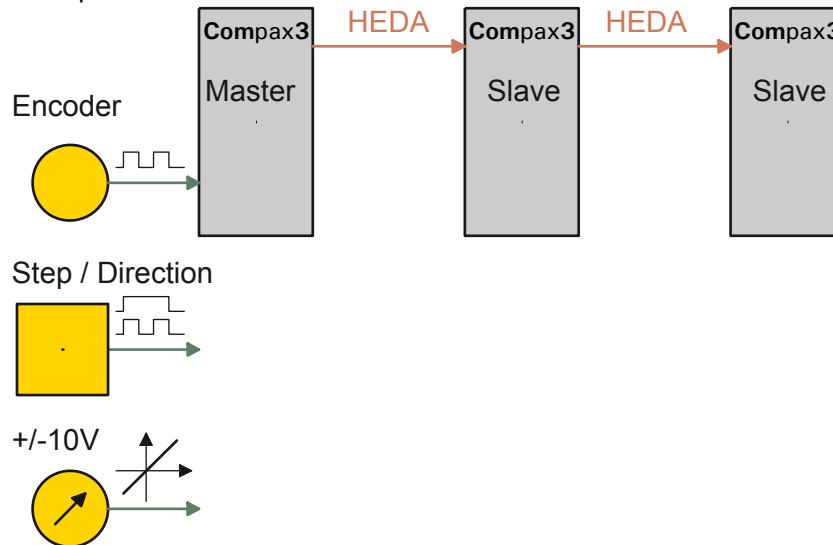 HEDA HEDA
Compax3 Compax3 Compax3
Master Slave Slave
Encoder
Step / Direction
+/-10V